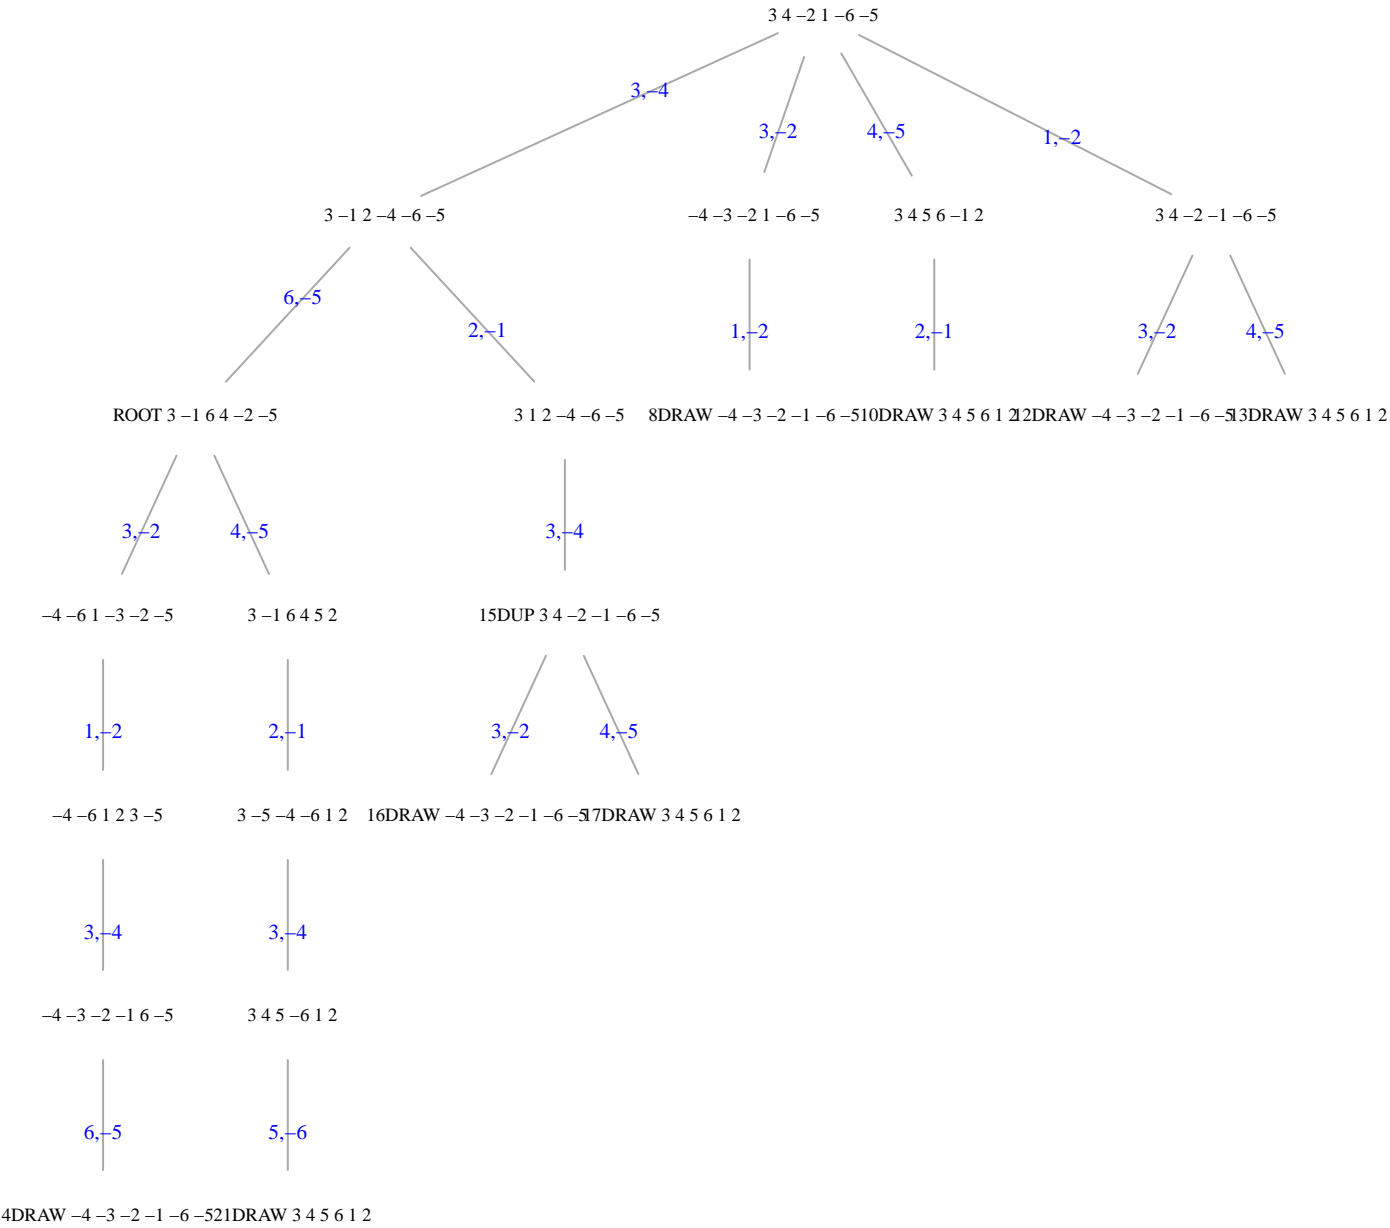 3 4 –2 1 –6 –5
3,–4
3,–2
4,–5
1,–2
3 –1 2 –4 –6 –5
–4 –3 –2 1 –6 –5
3 4 5 6 –1 2
3 4 –2 –1 –6 –5
6,–5
2,–1
1,–2
2,–1
3,–2
4,–5
ROOT 3 –1 6 4 –2 –5
3 1 2 –4 –6 –5
8DRAW –4 –3 –2 –1 –6 –5
10DRAW 3 4 5 6 1 2
12DRAW –4 –3 –2 –1 –6 –5
13DRAW 3 4 5 6 1 2
3,–2
4,–5
3,–4
–4 –6 1 –3 –2 –5
3 –1 6 4 5 2
15DUP 3 4 –2 –1 –6 –5
1,–2
2,–1
3,–2
4,–5
–4 –6 1 2 3 –5
3 –5 –4 –6 1 2
16DRAW –4 –3 –2 –1 –6 –5
17DRAW 3 4 5 6 1 2
3,–4
3,–4
–4 –3 –2 –1 6 –5
3 4 5 –6 1 2
6,–5
5,–6
4DRAW –4 –3 –2 –1 –6 –5
21DRAW 3 4 5 6 1 2